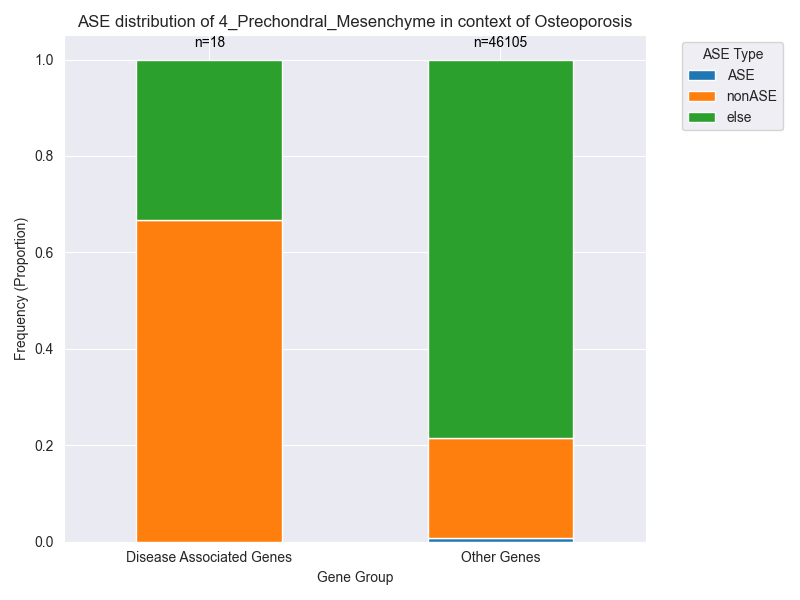 ASE distribution of 4_Prechondral_Mesenchyme in context of Osteoporosis
n=18
n=46105
ASE Type
ASE
nonASE
else
Frequency (Proportion)
1.0
0.8
0.6
0.4
0.2
0.0
Disease Associated Genes
Other Genes
Gene Group